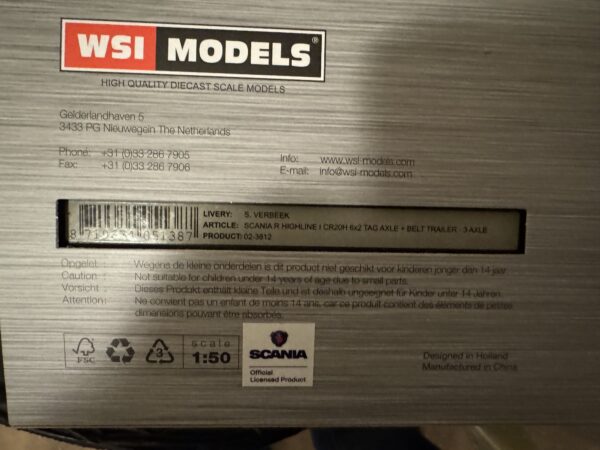 WSI MODELS®
HIGH QUALITY DIECAST SCALE MODELS
Gelderlandhaven 5
3433 PG Nieuwegein The Netherlands
Phone: +31 (0)33 286 7905
Fax: +31 (0)33 286 7906
Info: www.wsi-models.com
E-mail: info@wsi-models.com
LIVERY: S. VERBEEK
ARTICLE: SCANIA R HIGHLINE I CR20H 6x2 TAG AXLE + BELT TRAILER - 3 AXLE
PRODUCT: 02-3812
Opgelet : Wegens de kleine onderdelen is dit product niet geschikt voor kinderen jonger dan 14 jaar.
Caution : Not suitable for children under 14 years of age due to small parts.
Vorsicht : Dieses Produkt enthält kleine Teile und ist deshalb ungeeignet für Kinder unter 14 Jahren.
Attention: Ne convient pas un enfant de moins 14 ans, car ce produit contient des éléments de petites
dimensions pouvant être absorbés.
FSC
3
scale
1:50
SCANIA
Official
Licensed Product
Designed in Holland
Manufactured in China